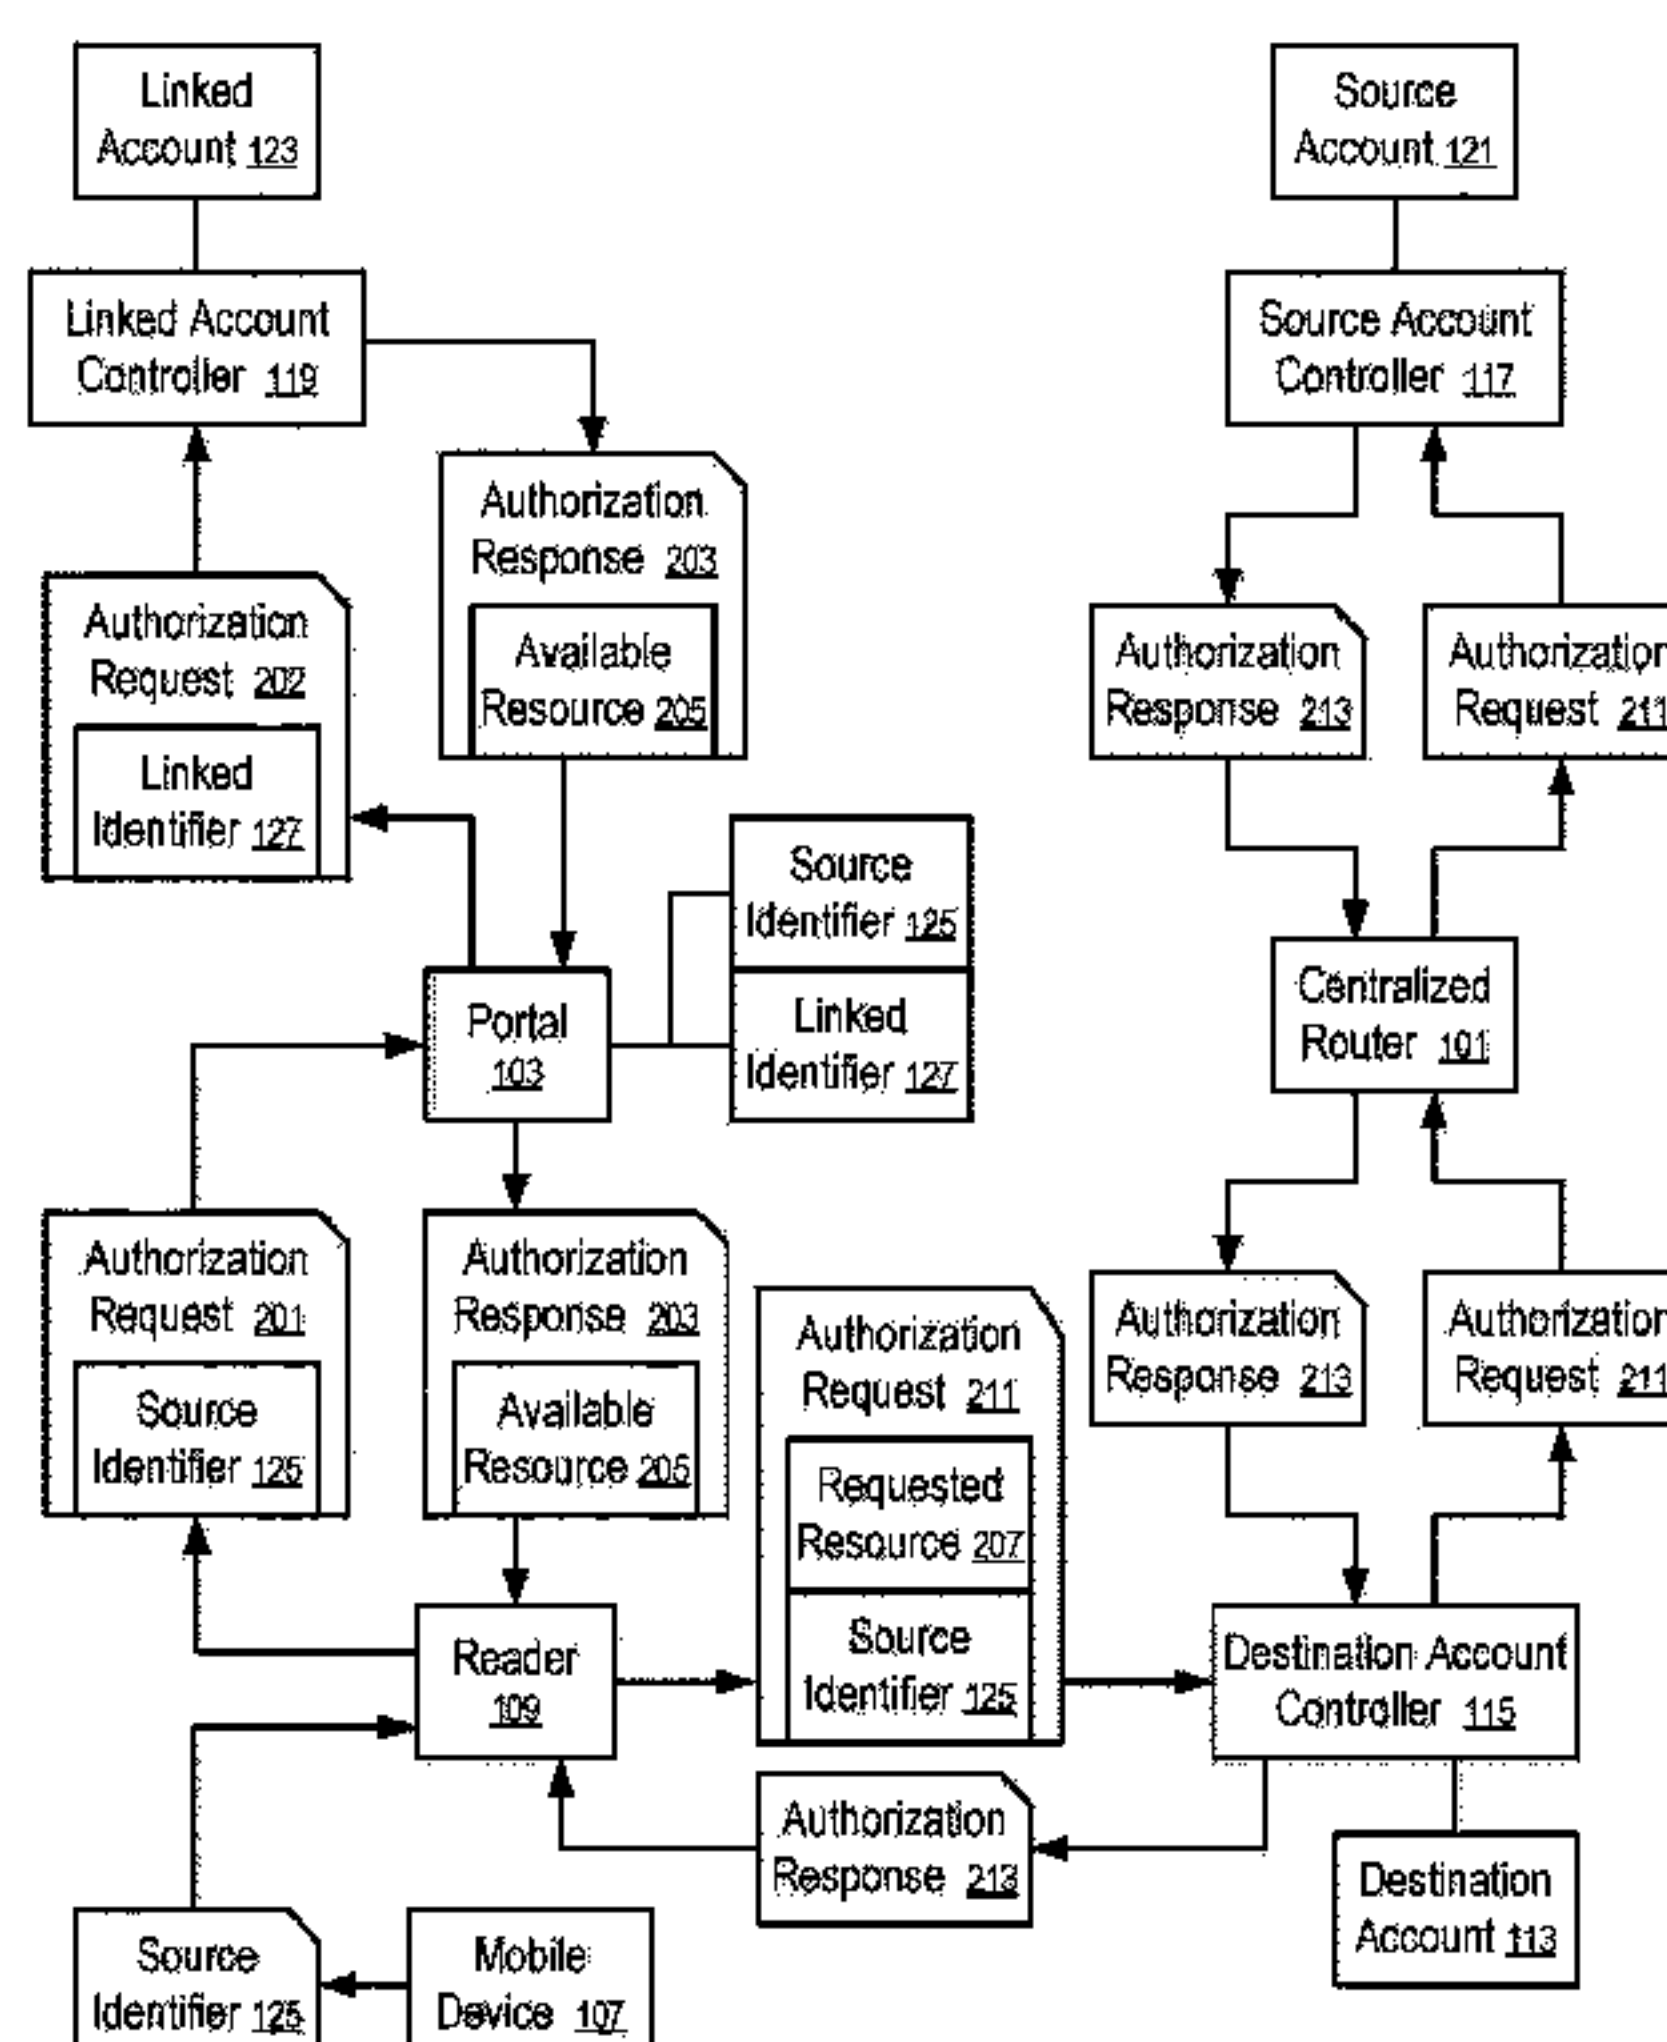 Linked
Account 123
Source
Account 121
Linked Account
Controller 119
Source Account
Controller 117
Authorization
Response 203
Available
Resource 205
Authorization
Request 202
Linked
Identifier 127
Authorization
Response 213
Authorization
Request 211
Source
Identifier 125
Linked
Identifier 127
Portal
103
Centralized
Router 101
Authorization
Request 201
Source
Identifier 125
Authorization
Response 203
Available
Resource 205
Authorization
Request 211
Requested
Resource 207
Source
Identifier 125
Authorization
Response 213
Authorization
Request 211
Reader
109
Destination Account
Controller 115
Authorization
Response 213
Destination
Account 113
Source
Identifier 125
Mobile
Device 107